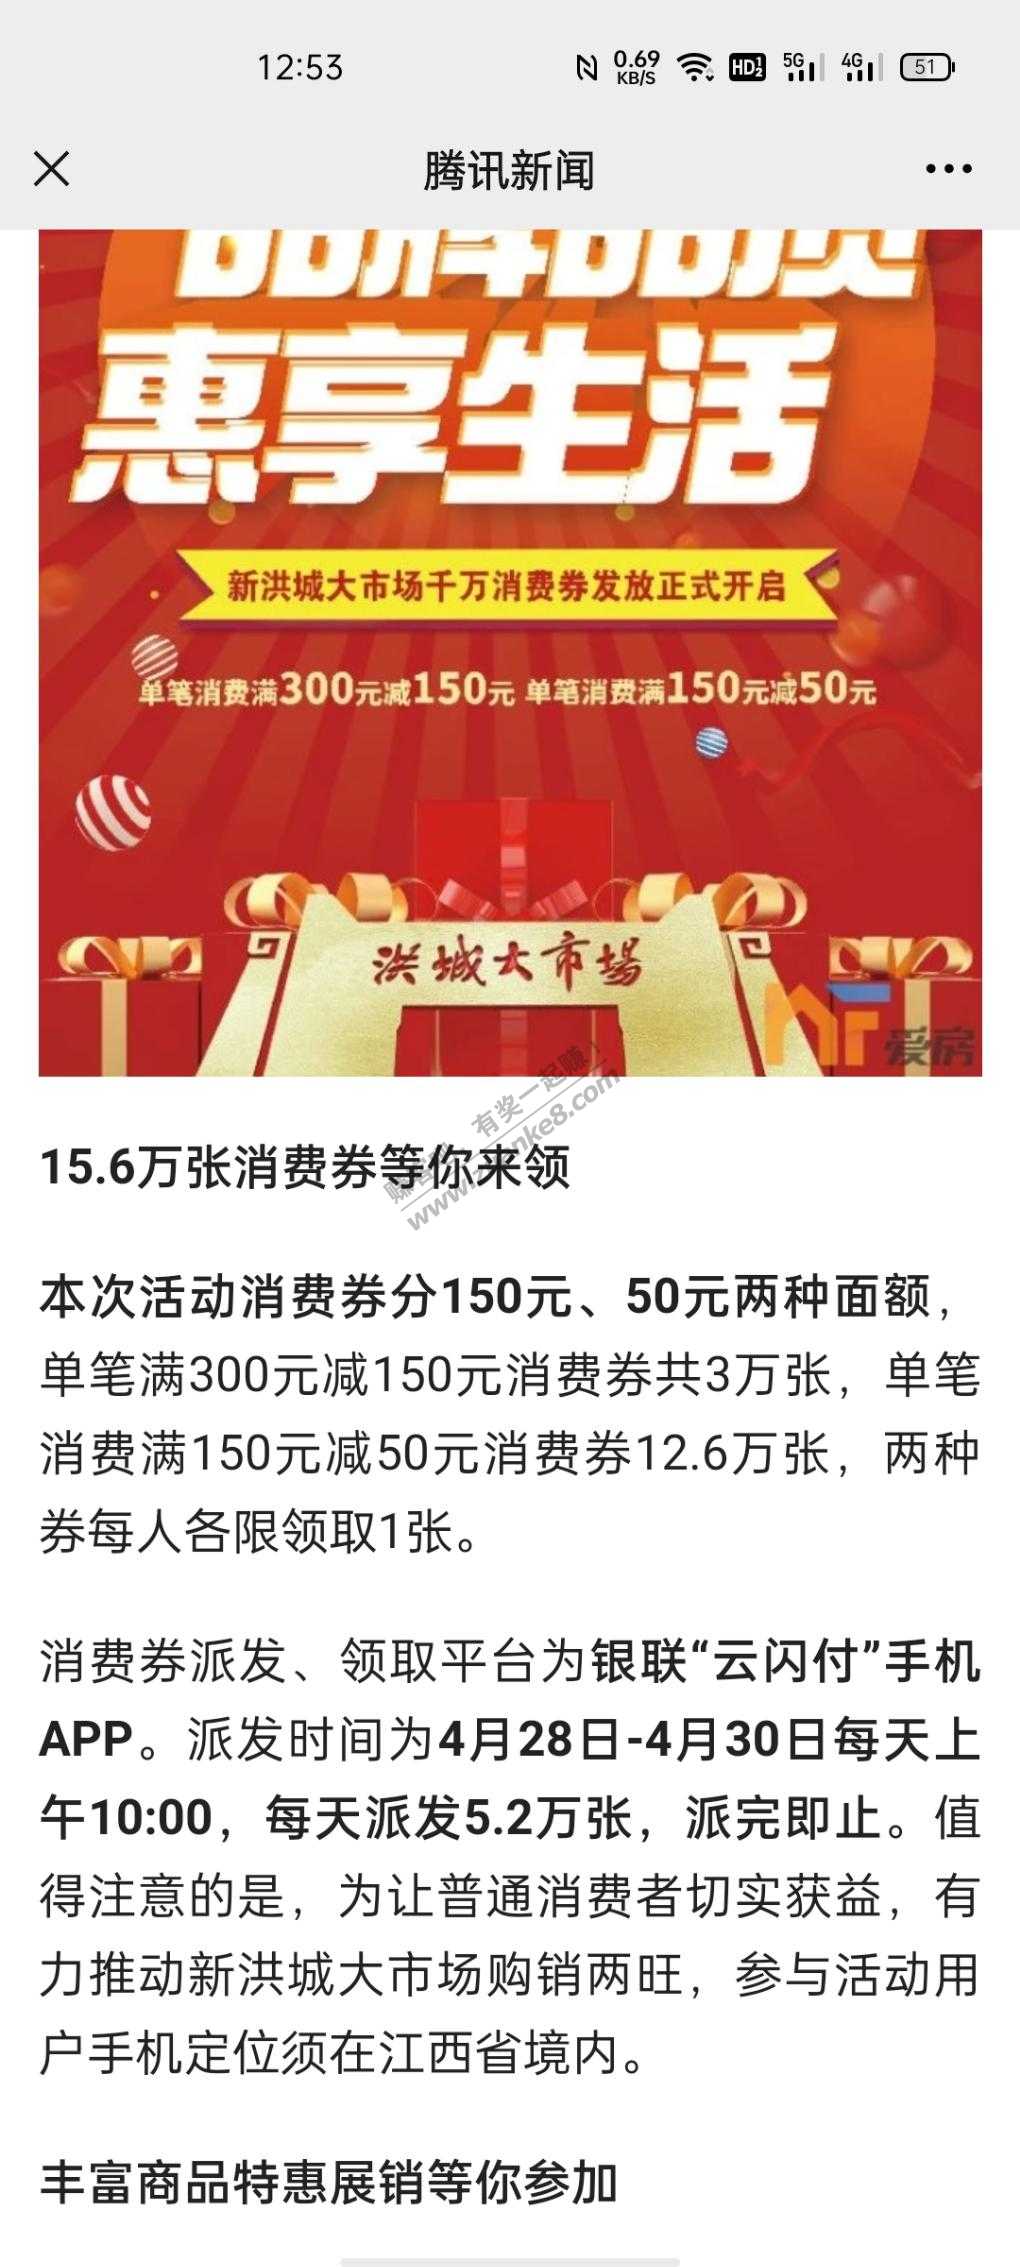 12:53
0.69
KB/S
HD
5G
4G
51
腾讯新闻
品牌品质
惠享生活
新洪城大市场千万消费券发放正式开启
单笔消费满300元减150元 单笔消费满150元减50元
洪城大市場
爱房
有奖一起赚！
15.6万张消费券等你来领
本次活动消费券分150元、50元两种面额，
单笔满300元减150元消费券共3万张，单笔
消费满150元减50元消费券12.6万张，两种
券每人各限领取1张。
消费券派发、领取平台为银联“云闪付”手机
APP。派发时间为4月28日-4月30日每天上
午10:00，每天派发5.2万张，派完即止。值
得注意的是，为让普通消费者切实获益，有
力推动新洪城大市场购销两旺，参与活动用
户手机定位须在江西省境内。
丰富商品特惠展销等你参加